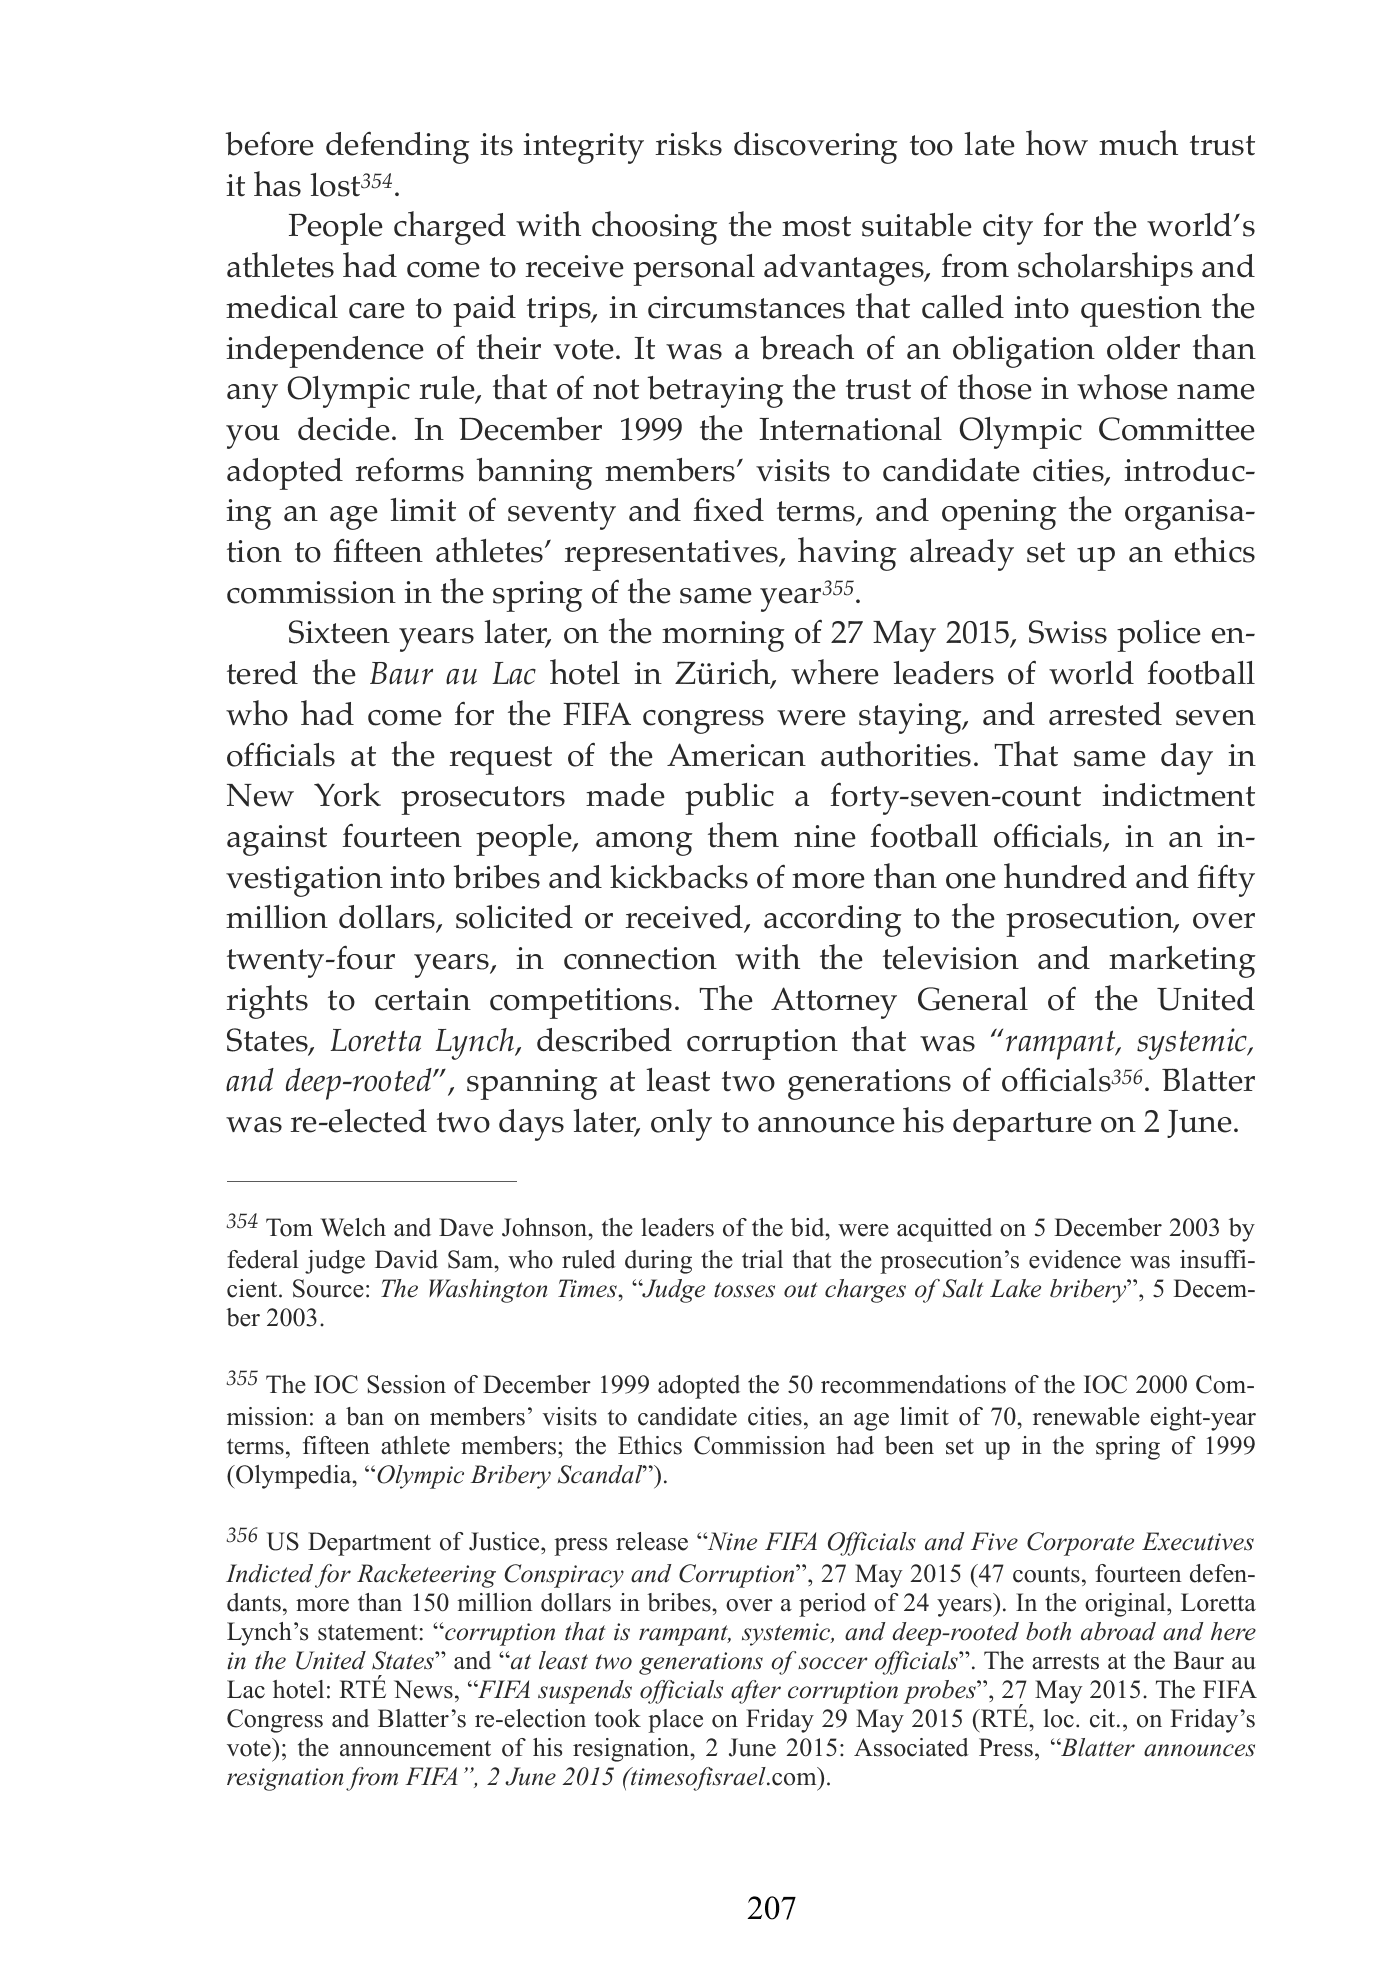 before defending its integrity risks discovering too late how much trust
it has lost354.
People charged with choosing the most suitable city for the world’s
athletes had come to receive personal advantages, from scholarships and
medical care to paid trips, in circumstances that called into question the
independence of their vote. It was a breach of an obligation older than
any Olympic rule, that of not betraying the trust of those in whose name
you decide. In December 1999 the International Olympic Committee
adopted reforms banning members’ visits to candidate cities, introduc-
ing an age limit of seventy and fixed terms, and opening the organisa-
tion to fifteen athletes’ representatives, having already set up an ethics
commission in the spring of the same year355.
Sixteen years later, on the morning of 27 May 2015, Swiss police en-
tered the Baur au Lac hotel in Zürich, where leaders of world football
who had come for the FIFA congress were staying, and arrested seven
officials at the request of the American authorities. That same day in
New York prosecutors made public a forty-seven-count indictment
against fourteen people, among them nine football officials, in an in-
vestigation into bribes and kickbacks of more than one hundred and fifty
million dollars, solicited or received, according to the prosecution, over
twenty-four years, in connection with the television and marketing
rights to certain competitions. The Attorney General of the United
States, Loretta Lynch, described corruption that was “rampant, systemic,
and deep-rooted”, spanning at least two generations of officials356. Blatter
was re-elected two days later, only to announce his departure on 2 June.
354 Tom Welch and Dave Johnson, the leaders of the bid, were acquitted on 5 December 2003 by
federal judge David Sam, who ruled during the trial that the prosecution’s evidence was insuffi-
cient. Source: The Washington Times, “Judge tosses out charges of Salt Lake bribery”, 5 Decem-
ber 2003.
355 The IOC Session of December 1999 adopted the 50 recommendations of the IOC 2000 Com-
mission: a ban on members’ visits to candidate cities, an age limit of 70, renewable eight-year
terms, fifteen athlete members; the Ethics Commission had been set up in the spring of 1999
(Olympedia, “Olympic Bribery Scandal”).
356 US Department of Justice, press release “Nine FIFA Officials and Five Corporate Executives
Indicted for Racketeering Conspiracy and Corruption”, 27 May 2015 (47 counts, fourteen defen-
dants, more than 150 million dollars in bribes, over a period of 24 years). In the original, Loretta
Lynch’s statement: “corruption that is rampant, systemic, and deep-rooted both abroad and here
in the United States” and “at least two generations of soccer officials”. The arrests at the Baur au
Lac hotel: RTÉ News, “FIFA suspends officials after corruption probes”, 27 May 2015. The FIFA
Congress and Blatter’s re-election took place on Friday 29 May 2015 (RTÉ, loc. cit., on Friday’s
vote); the announcement of his resignation, 2 June 2015: Associated Press, “Blatter announces
resignation from FIFA”, 2 June 2015 (timesofisrael.com).
207